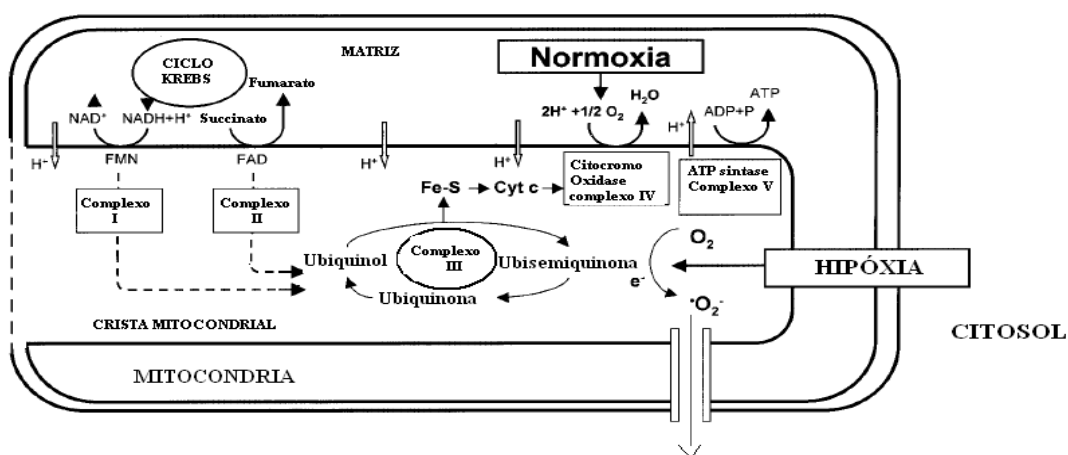 MATRIZ
CICLO
KREBS
Fumarato
Normoxia
NAD⁺
NADH+H⁺
Succinato
2H⁺ +1/2 O₂
H₂O
ADP+P
ATP
H⁺
FMN
FAD
H⁺
H⁺
H⁺
Complexo
I
Complexo
II
Fe-S
Cyt c
Citocromo
Oxidase
complexo IV
ATP sintase
Complexo V
Ubiquinol
Complexo
III
Ubisemiquinona
Ubiquinona
O₂
e⁻
•O₂⁻
HIPÓXIA
CRISTA MITOCONDRIAL
CITOSOL
MITOCONDRIA